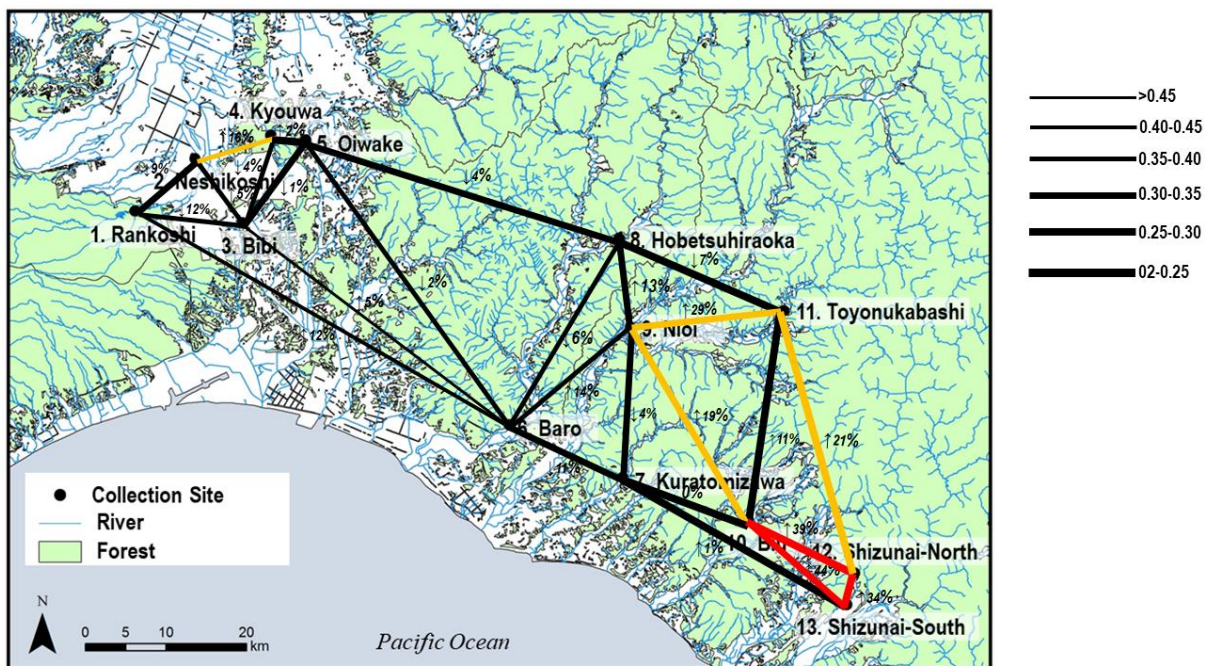 4. Kyouwa
↓2%
↑16%
5. Oiwake
↓4%
↓9%
2. Neshikoshi
5%
↓1%
↓4%
12%
1. Rankoshi
3. Bibi
8. Hobetsuhiraoka
↓7%
↑13%
↓2%
↑5%
↑29%
11. Toyonukabashi
12%
9. Nioi
↓6%
↑14%
↓4%
↑19%
6. Baro
↑11%
↑21%
11%
7. Kuratomizawa
0%
↑39%
↑1%
12. Shizunai-North
44%
↑34%
13. Shizunai-South
Collection Site
River
Forest
N
0 5 10 20
km
Pacific Ocean
>0.45
0.40-0.45
0.35-0.40
0.30-0.35
0.25-0.30
02-0.25